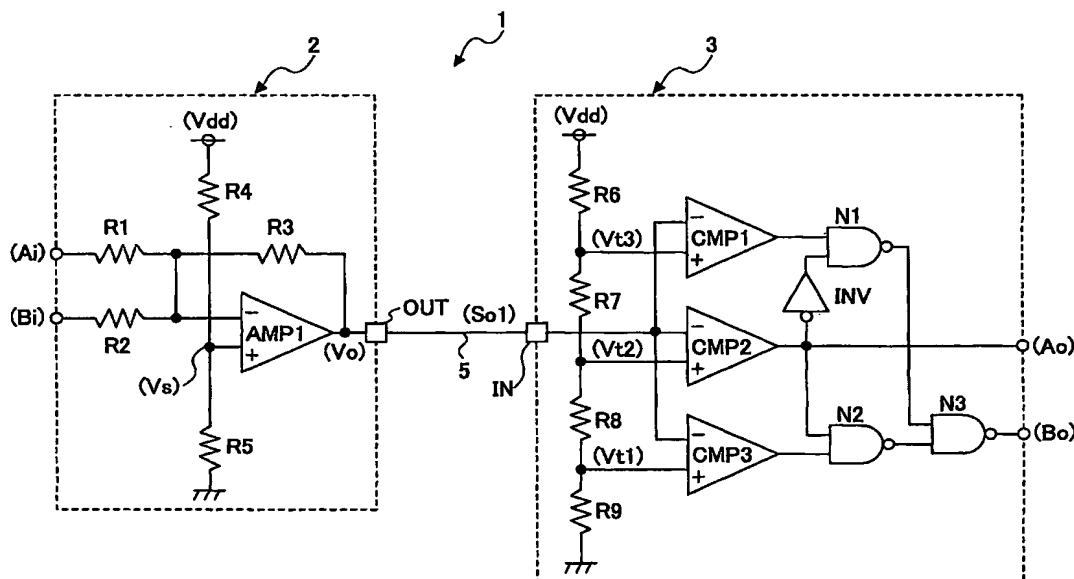 1
2
3
(Vdd)
R4
R1
R3
(Ai)
(Bi)
R2
AMP1
(Vs)
(Vo)
R5
OUT
(So1)
5
IN
(Vdd)
R6
(Vt3)
R7
(Vt2)
R8
(Vt1)
R9
CMP1
CMP2
CMP3
N1
INV
N2
N3
(Ao)
(Bo)